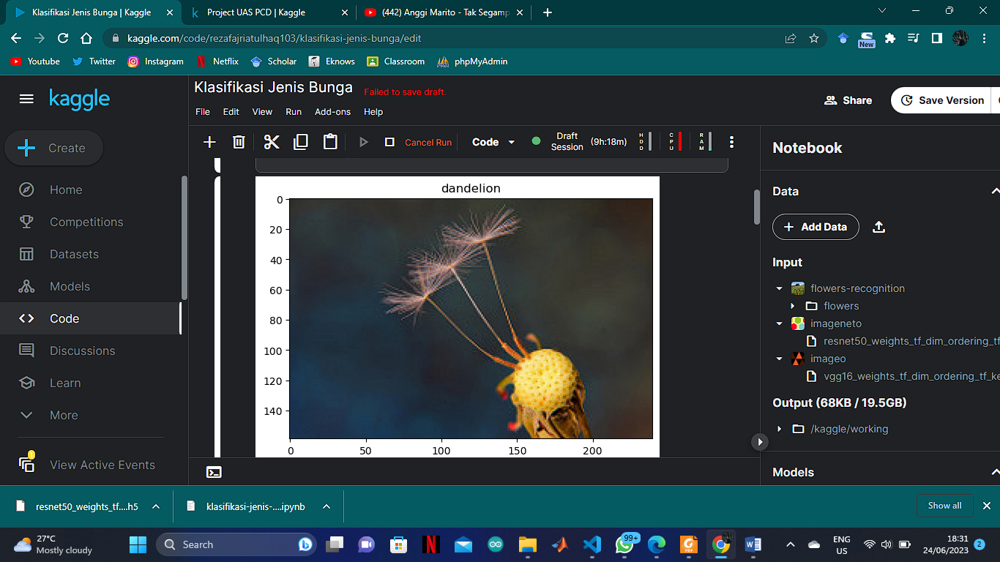 Klasifikasi Jenis Bunga | Kaggle
Project UAS PCD | Kaggle
(442) Anggi Marito - Tak Segamp
kaggle.com/code/rezafajriatulhaq103/klasifikasi-jenis-bunga/edit
New
Youtube
Twitter
Instagram
Netflix
Scholar
Eknows
Classroom
phpMyAdmin
kaggle
Create
Home
Competitions
Datasets
Models
Code
Discussions
Learn
More
View Active Events
Klasifikasi Jenis Bunga
Failed to save draft.
File
Edit
View
Run
Add-ons
Help
Share
Save Version
Cancel Run
Code
Draft
Session
(9h:18m)
HDD
CPU
RAM
dandelion
0
20
40
60
80
100
120
140
0
50
100
150
200
Notebook
Data
Add Data
Input
flowers-recognition
flowers
imageneto
resnet50_weights_tf_dim_ordering_tf
imageo
vgg16_weights_tf_dim_ordering_tf_ke
Output (68KB / 19.5GB)
/kaggle/working
Models
resnet50_weights_tf....h5
klasifikasi-jenis-....ipynb
Show all
27°C
Mostly cloudy
Search
99+
ENG
US
18:31
24/06/2023
2